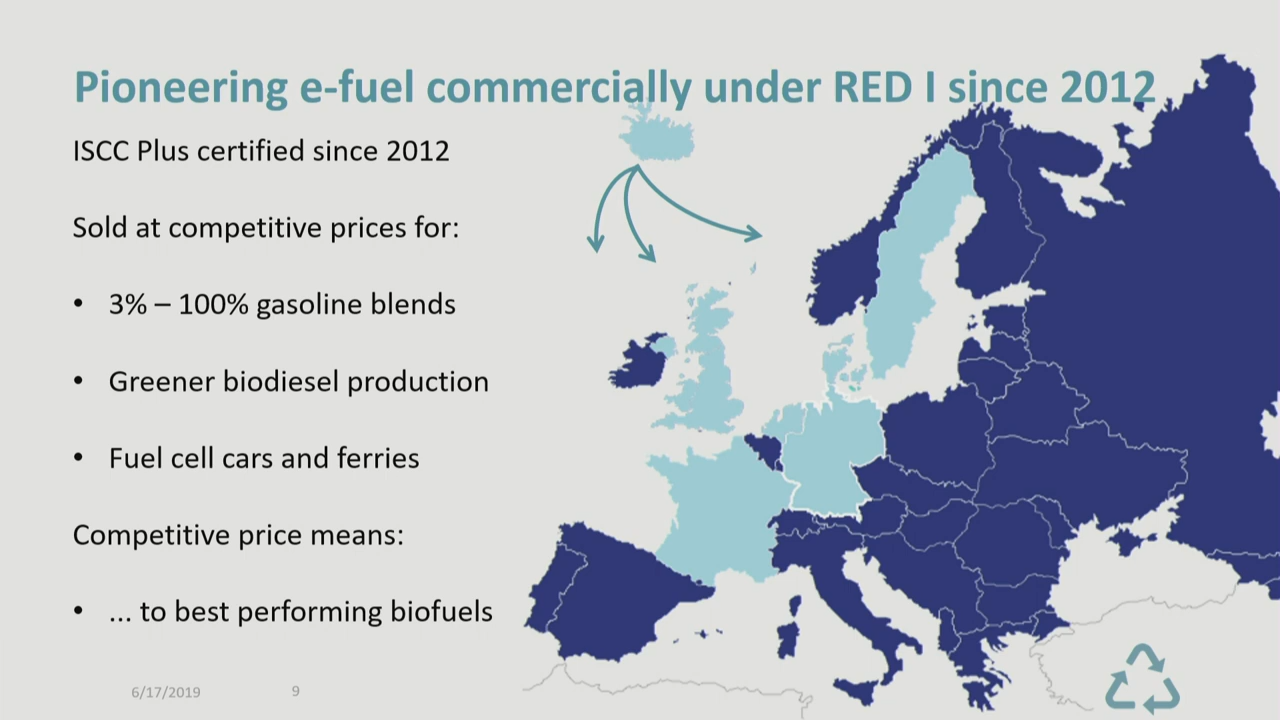 Pioneering e-fuel commercially under RED I since 2012
ISCC Plus certified since 2012
Sold at competitive prices for:
• 3% – 100% gasoline blends
• Greener biodiesel production
• Fuel cell cars and ferries
Competitive price means:
• ... to best performing biofuels
6/17/2019 9